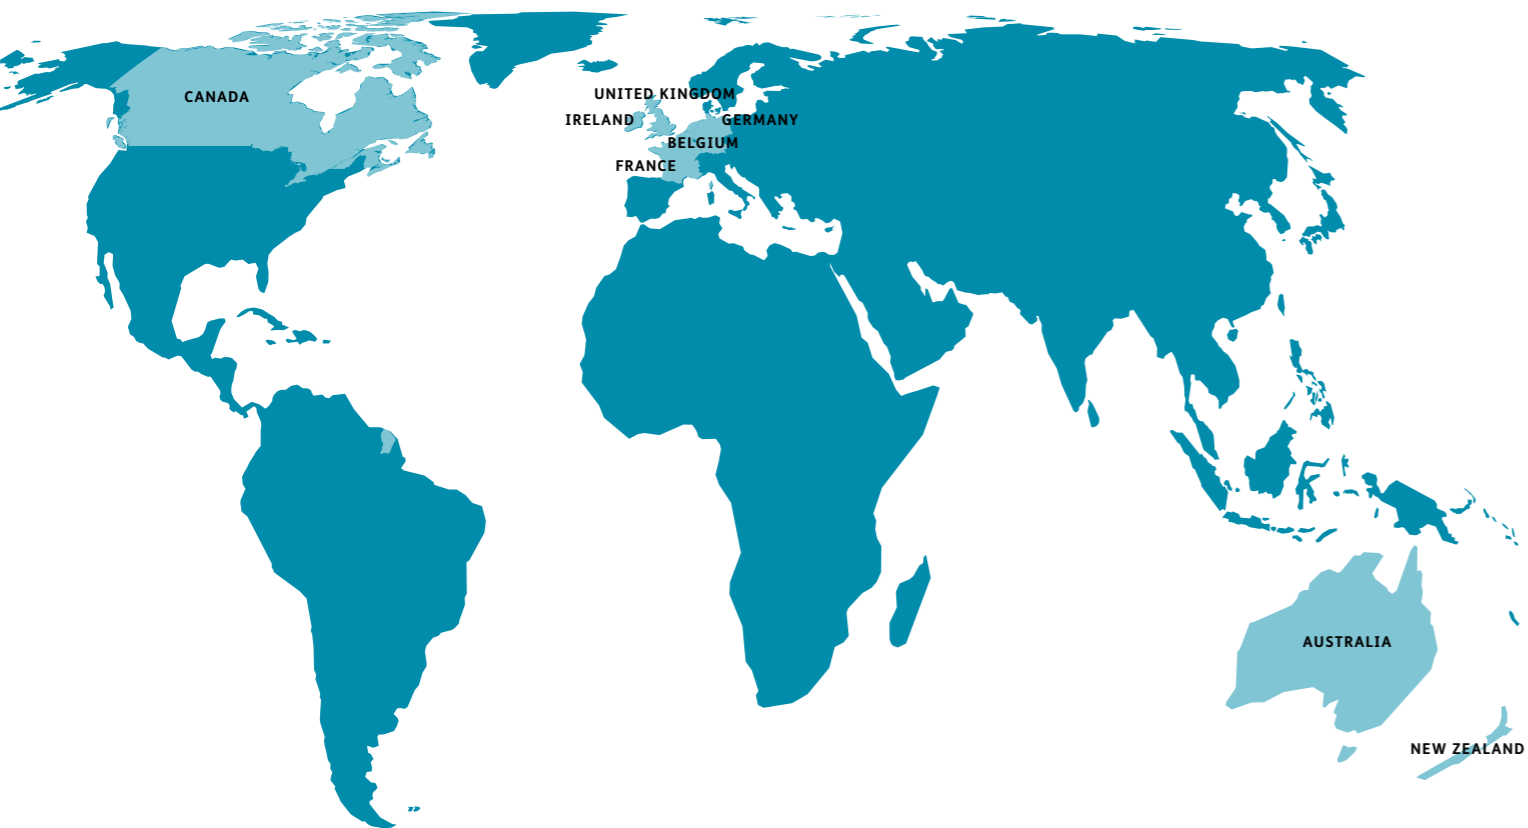 UNITED KINGDOM
CANADA
IRELAND
GERMANY
BELGIUM
FRANCE
AUSTRALIA
NEW ZEALAND